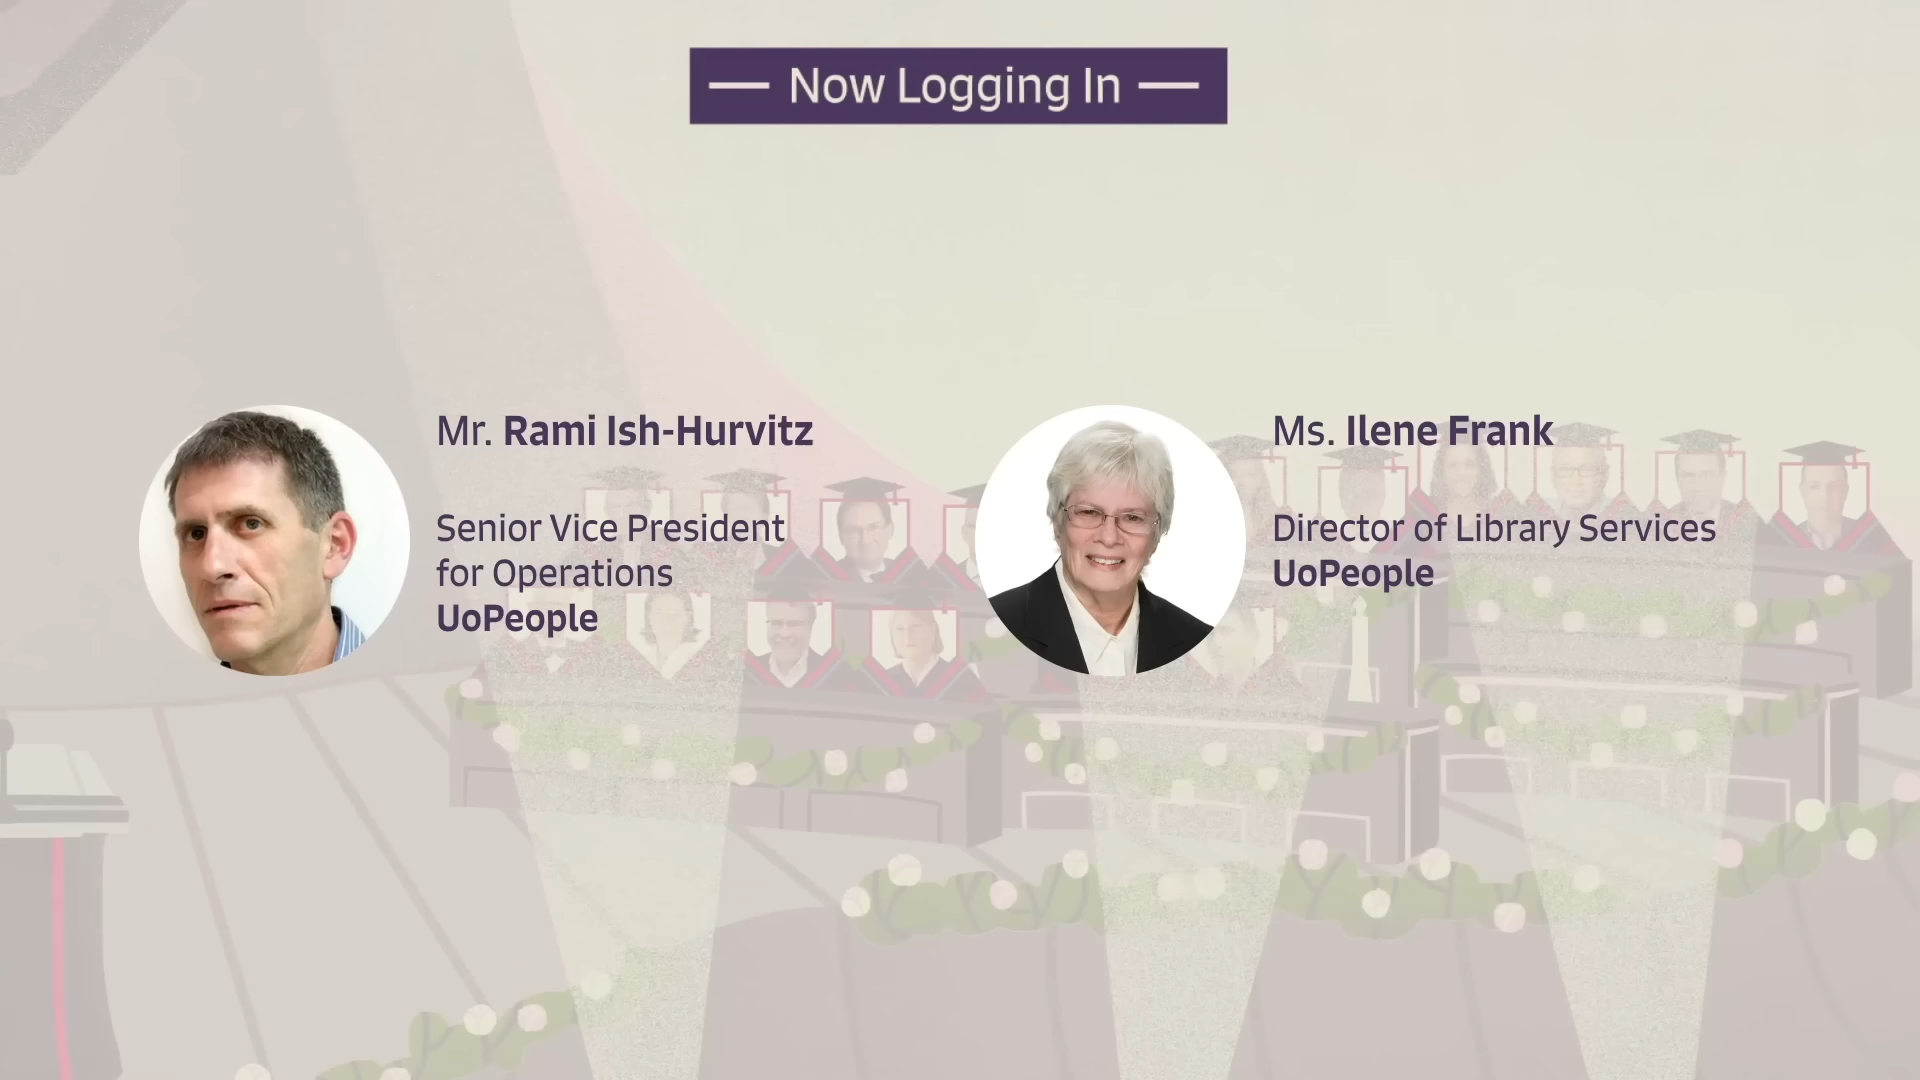 Now Logging In
Mr. Rami Ish-Hurvitz
Senior Vice President
for Operations
UoPeople
Ms. Ilene Frank
Director of Library Services
UoPeople